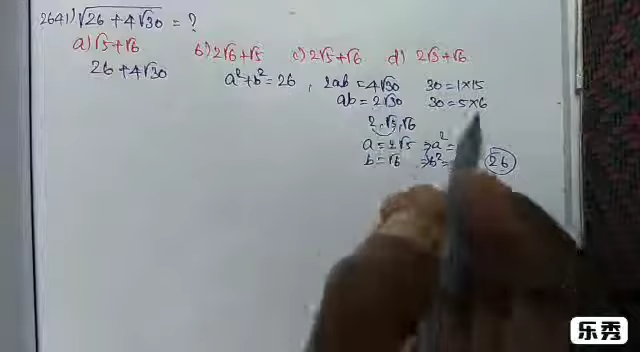 2641) √26 + 4√30 = ?
a) √5 + √6 b) 2√6 + √5 c) 2√5 + √6 d) 2√3 + √6
26 + 4√30 a² + b² = 26 , 2ab = 4√30 30 = 1×15
ab = 2√30 30 = 5×6
2, √5, √6
a = 2√5 ⇒ a² =
b = √6 ⇒ b² = 26
乐秀